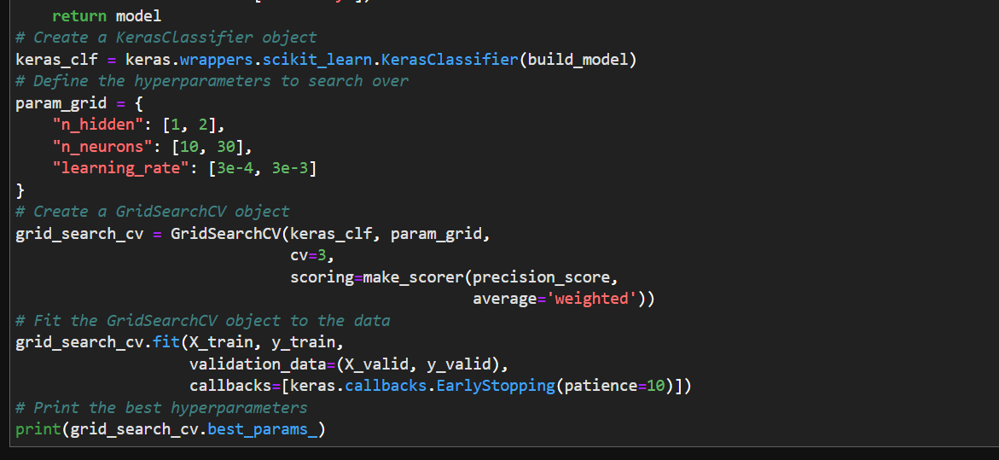 return model
# Create a KerasClassifier object
keras_clf = keras.wrappers.scikit_learn.KerasClassifier(build_model)
# Define the hyperparameters to search over
param_grid = {
    "n_hidden": [1, 2],
    "n_neurons": [10, 30],
    "learning_rate": [3e-4, 3e-3]
}
# Create a GridSearchCV object
grid_search_cv = GridSearchCV(keras_clf, param_grid,
                              cv=3,
                              scoring=make_scorer(precision_score,
                                                  average='weighted'))
# Fit the GridSearchCV object to the data
grid_search_cv.fit(X_train, y_train,
                   validation_data=(X_valid, y_valid),
                   callbacks=[keras.callbacks.EarlyStopping(patience=10)])
# Print the best hyperparameters
print(grid_search_cv.best_params_)